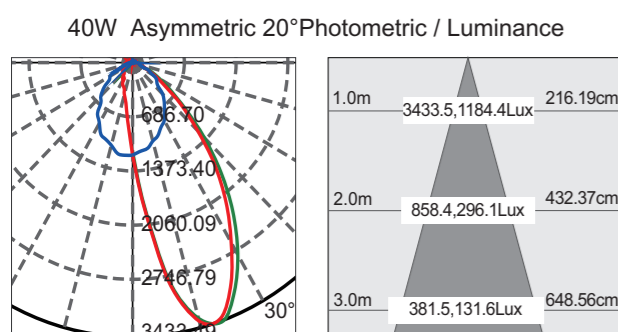 40W Asymmetric 20°Photometric / Luminance
686.70
1373.40
2060.09
2746.79
30°
1.0m 3433.5,1184.4Lux 216.19cm
2.0m 858.4,296.1Lux 432.37cm
3.0m 381.5,131.6Lux 648.56cm